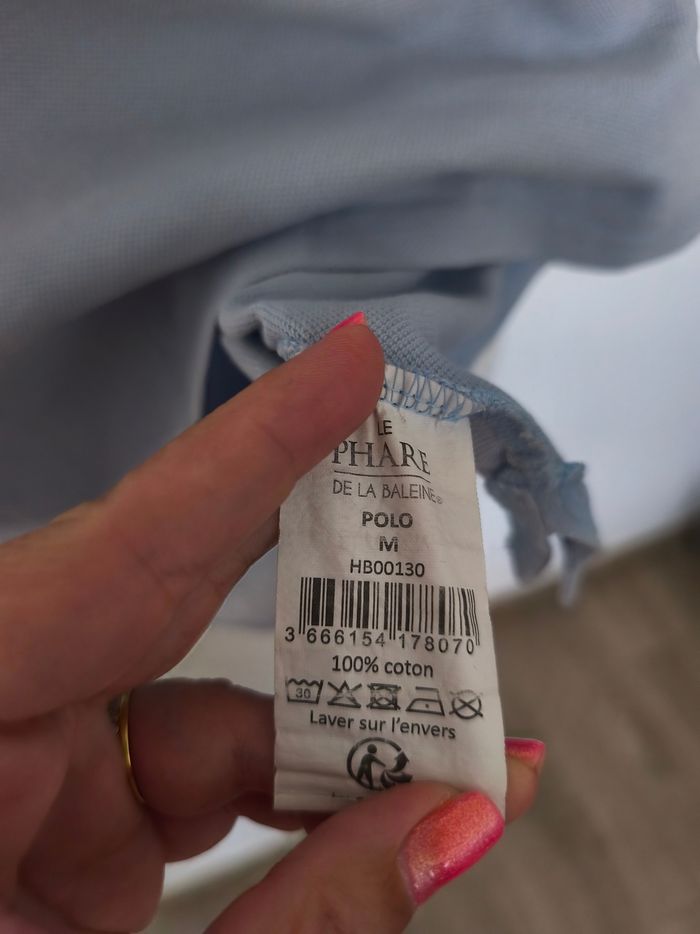 LE
PHARE
DE LA BALEINE®
POLO
M
HB00130
3 666154 178070
100% coton
30
Laver sur l'envers